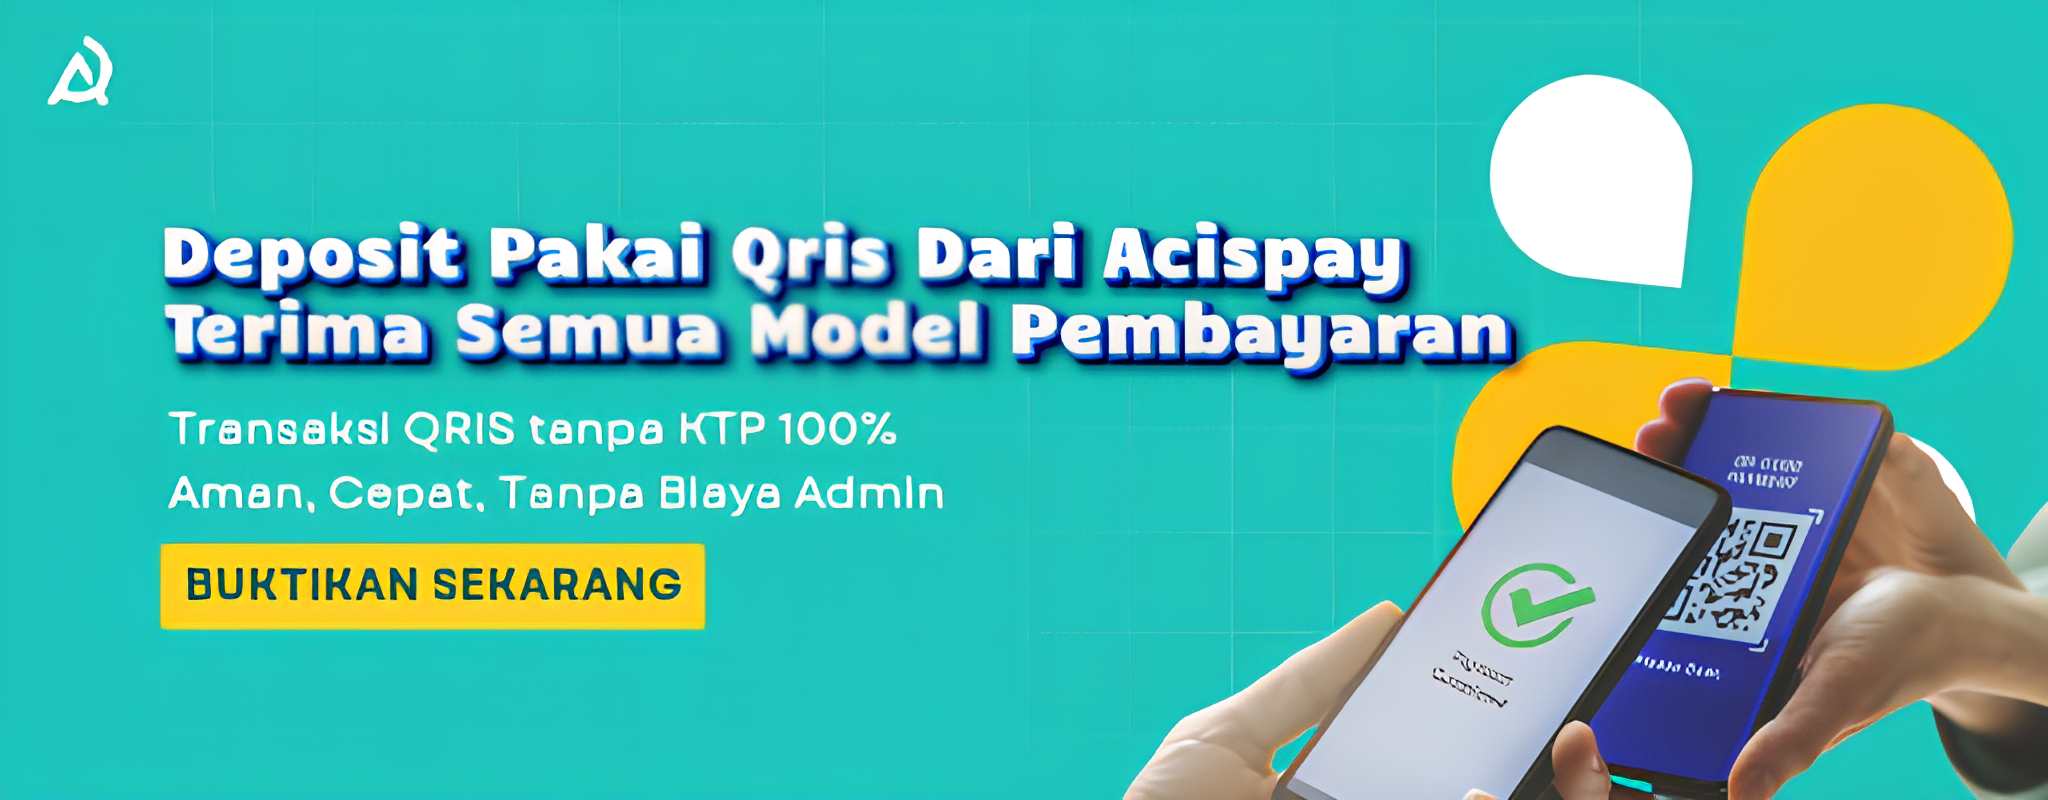 Deposit Pakai Qris Dari Acispay
Terima Semua Model Pembayaran
Transaksi QRIS tanpa KTP 100%
Aman, Cepat, Tanpa Biaya Admin
BUKTIKAN SEKARANG